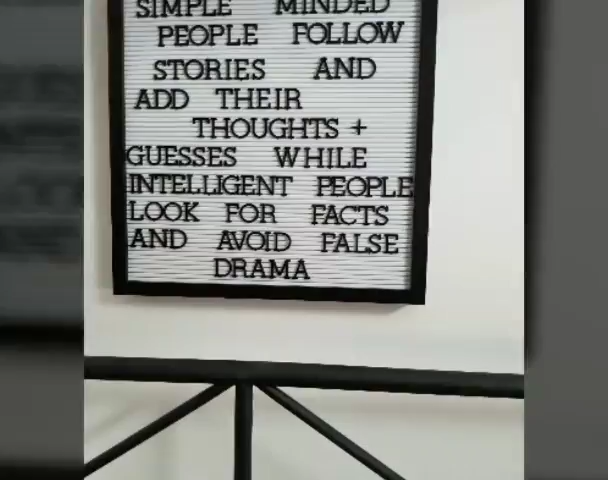 SIMPLE MINDED
PEOPLE FOLLOW
STORIES AND
ADD THEIR
THOUGHTS +
GUESSES WHILE
INTELLIGENT PEOPLE
LOOK FOR FACTS
AND AVOID FALSE
DRAMA